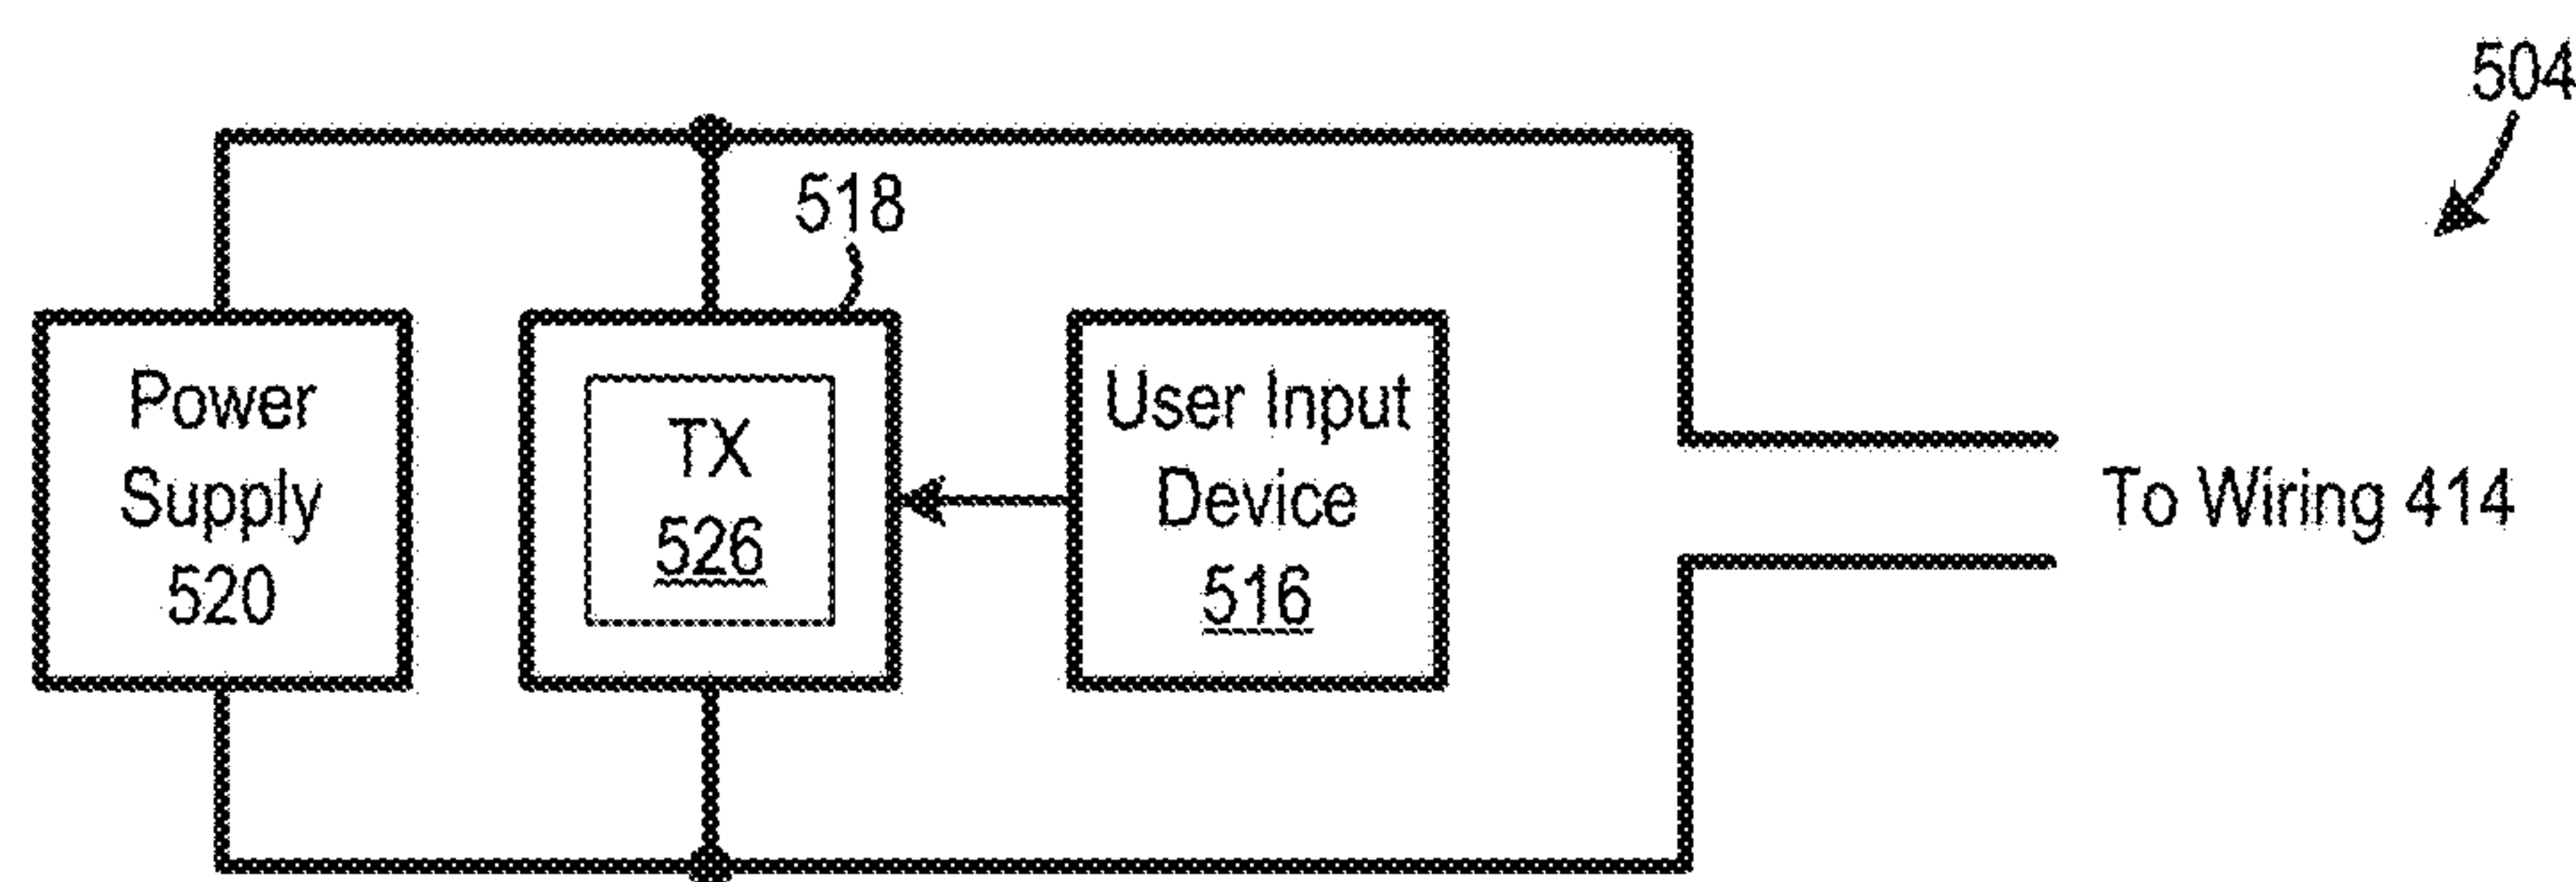 504
518
Power
Supply
520
TX
526
User Input
Device
516
To Wiring 414